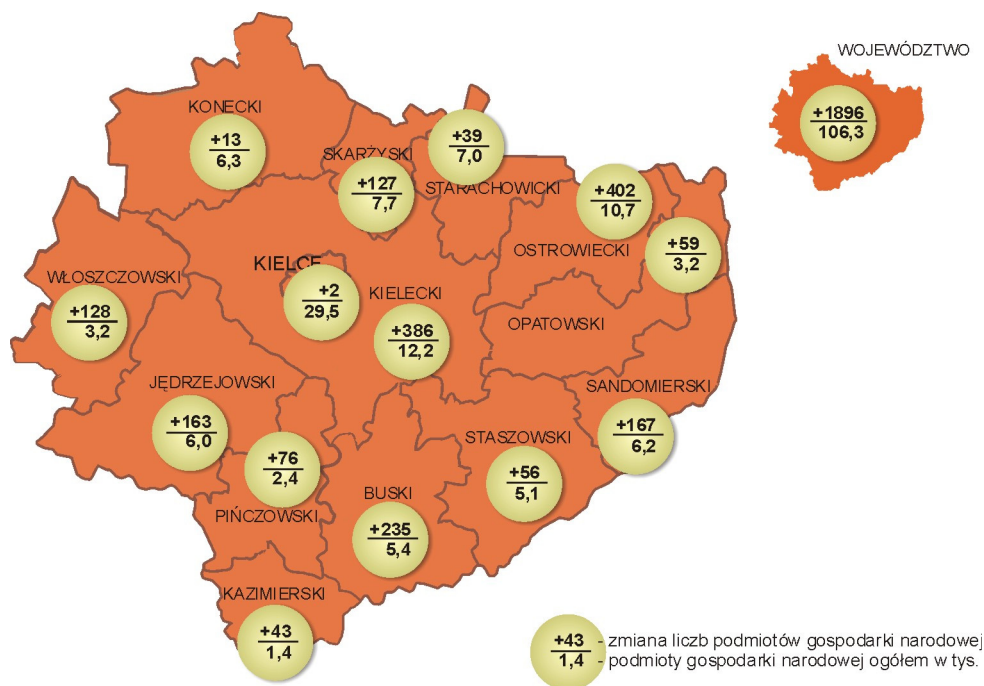 WOJEWÓDZTWO
+1896
106,3
KONECKI
+13
6,3
+39
7,0
SKARŻYSKI
+127
7,7
STARACHOWICKI
+402
10,7
OSTROWIECKI
+59
3,2
KIELCE
+2
29,5
WŁOSZCZOWSKI
+128
3,2
KIELECKI
+386
12,2
OPATOWSKI
JĘDRZEJOWSKI
+163
6,0
SANDOMIERSKI
+167
6,2
STASZOWSKI
+56
5,1
+76
2,4
PIŃCZOWSKI
BUSKI
+235
5,4
KAZIMIERSKI
+43
1,4
+43 - zmiana liczb podmiotów gospodarki narodowej
1,4 - podmioty gospodarki narodowej ogółem w tys.